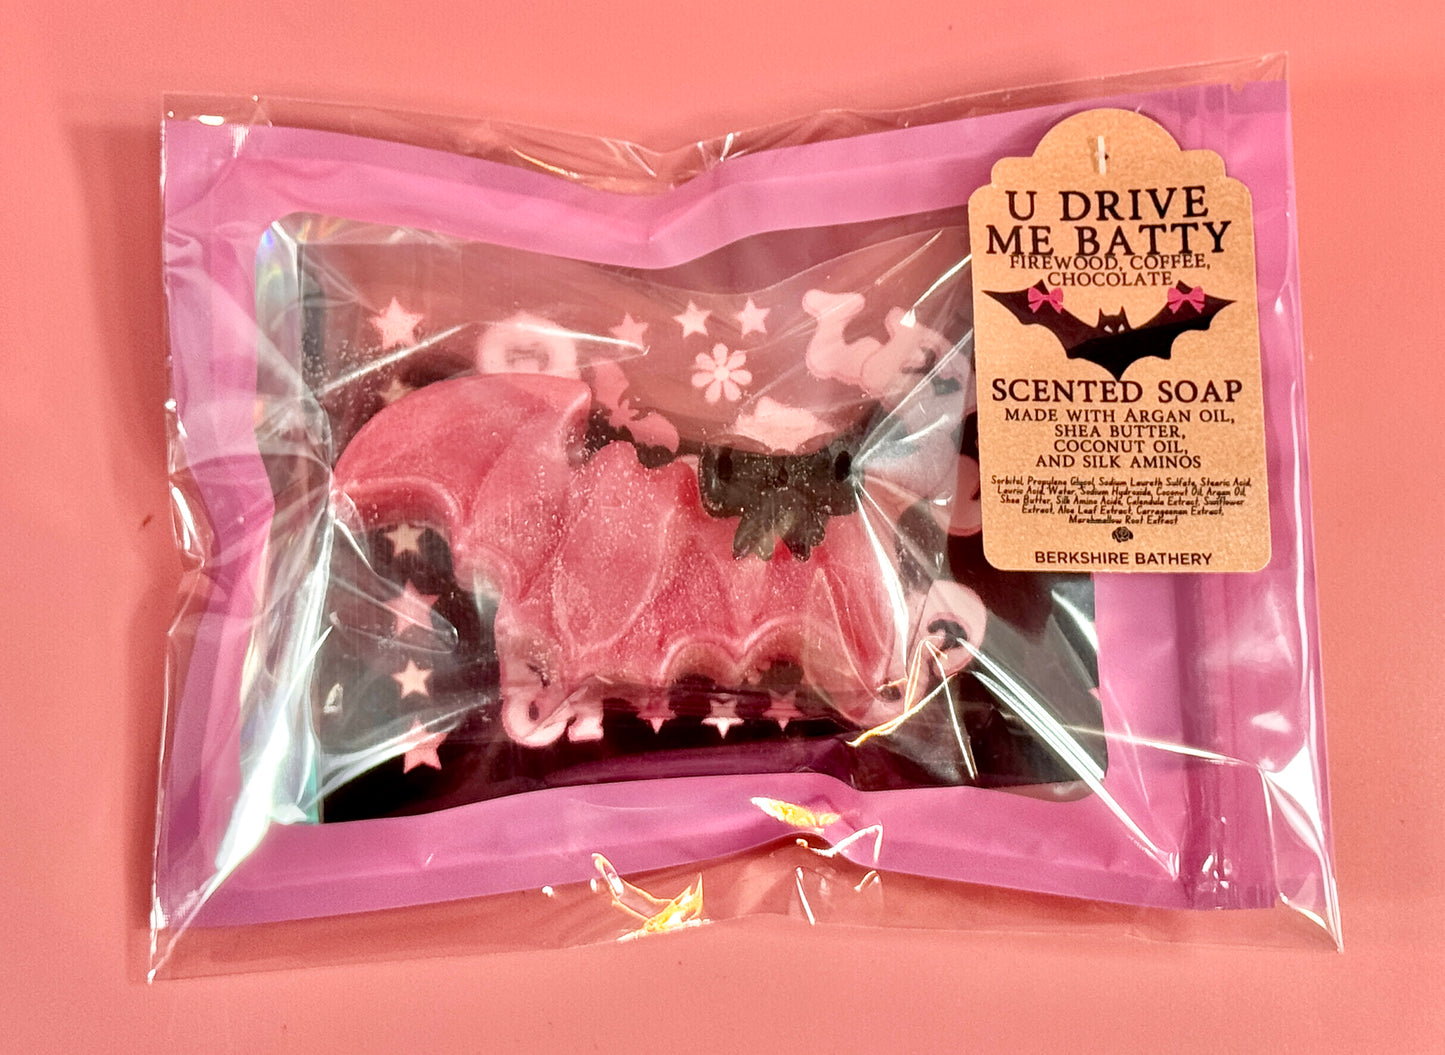 U DRIVE
ME BATTY
FIREWOOD, COFFEE,
CHOCOLATE
SCENTED SOAP
MADE WITH ARGAN OIL,
SHEA BUTTER,
COCONUT OIL,
AND SILK AMINOS
Sorbitol, Propylene Glycol, Sodium Laureth Sulfate, Stearic Acid,
Lauric Acid, Water, Sodium Hydroxide, Coconut Oil, Argan Oil,
Shea Butter, Silk Amino Acids, Calendula Extract, Sunflower
Extract, Aloe Leaf Extract, Carrageenan Extract,
Marshmallow Root Extract
BERKSHIRE BATHERY